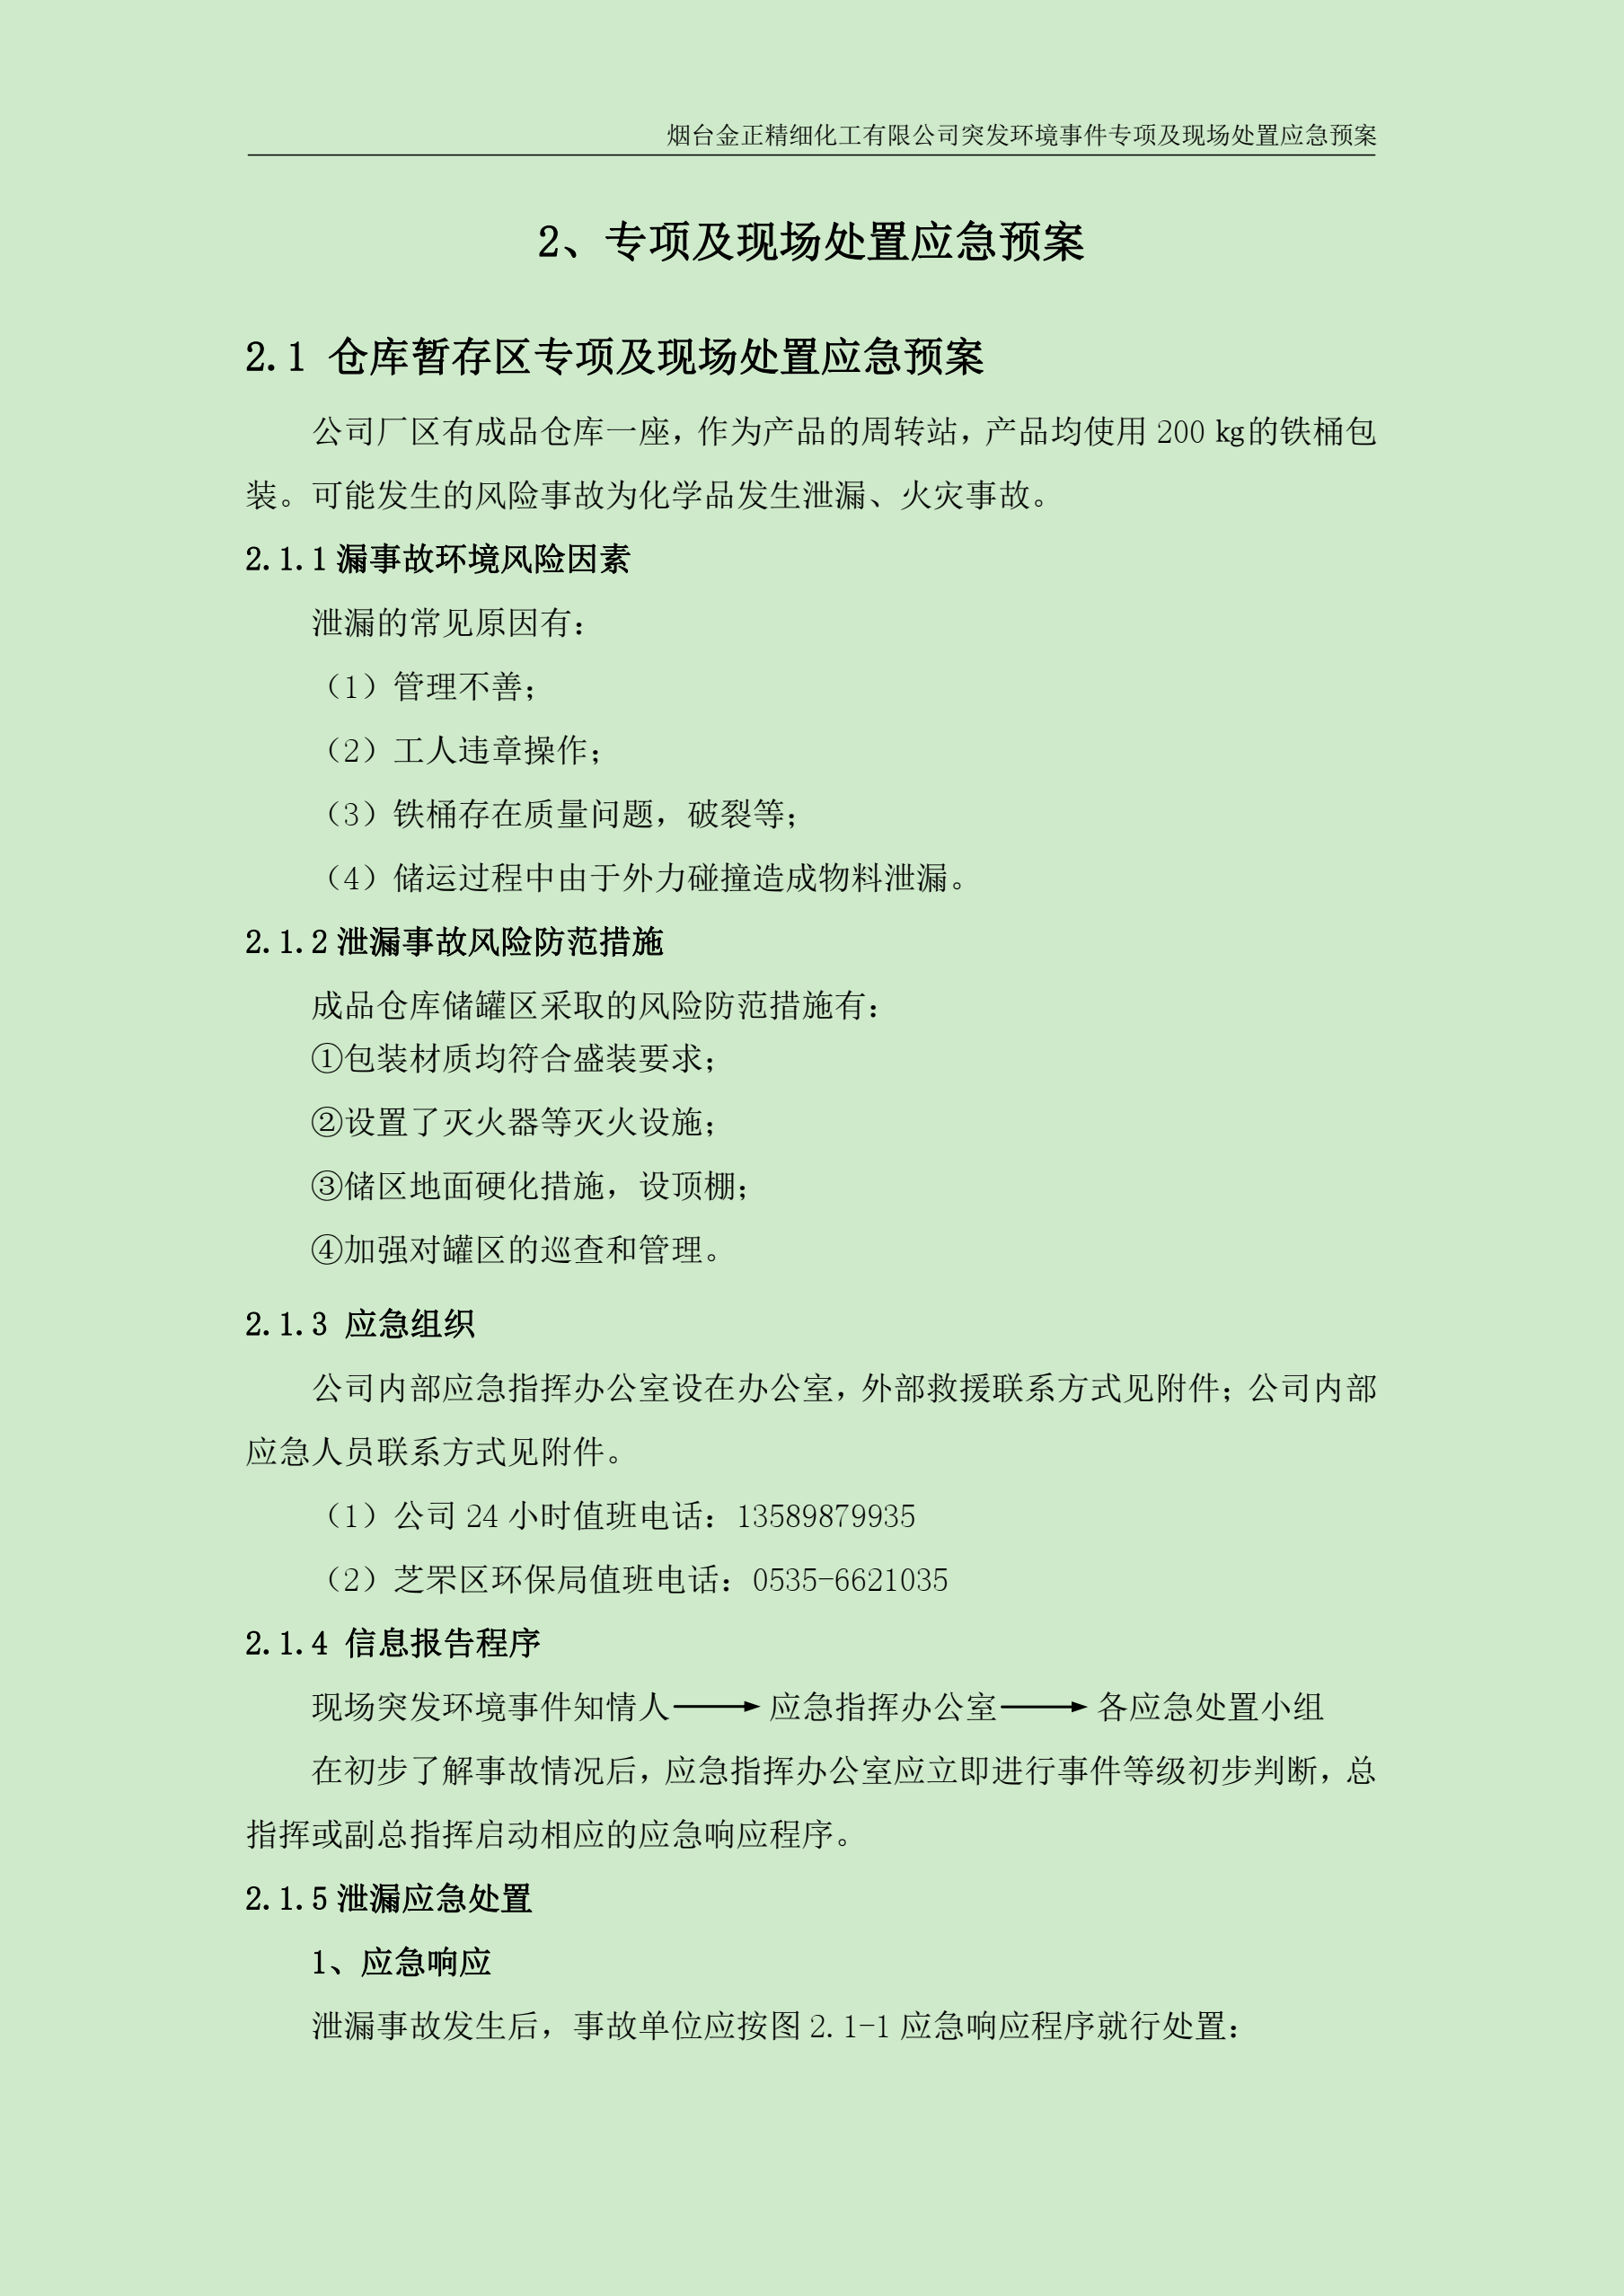 烟台金正精细化工有限公司突发环境事件专项及现场处置应急预案
2、专项及现场处置应急预案
2.1 仓库暂存区专项及现场处置应急预案
公司厂区有成品仓库一座，作为产品的周转站，产品均使用 200 kg的铁桶包
装。可能发生的风险事故为化学品发生泄漏、火灾事故。
2.1.1漏事故环境风险因素
泄漏的常见原因有：
（1）管理不善；
（2）工人违章操作；
（3）铁桶存在质量问题，破裂等；
（4）储运过程中由于外力碰撞造成物料泄漏。
2.1.2泄漏事故风险防范措施
成品仓库储罐区采取的风险防范措施有：
①包装材质均符合盛装要求；
②设置了灭火器等灭火设施；
③储区地面硬化措施，设顶棚；
④加强对罐区的巡查和管理。
2.1.3 应急组织
公司内部应急指挥办公室设在办公室，外部救援联系方式见附件；公司内部
应急人员联系方式见附件。
（1）公司 24 小时值班电话：13589879935
（2）芝罘区环保局值班电话：0535-6621035
2.1.4 信息报告程序
现场突发环境事件知情人→应急指挥办公室→各应急处置小组
在初步了解事故情况后，应急指挥办公室应立即进行事件等级初步判断，总
指挥或副总指挥启动相应的应急响应程序。
2.1.5泄漏应急处置
1、应急响应
泄漏事故发生后，事故单位应按图 2.1-1 应急响应程序就行处置：